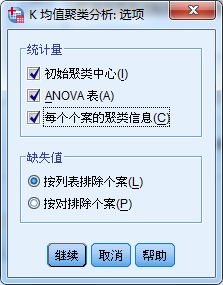 K 均值聚类分析: 选项
统计量
初始聚类中心(I)
ANOVA 表(A)
每个个案的聚类信息(C)
缺失值
按列表排除个案(L)
按对排除个案(P)
继续 取消 帮助